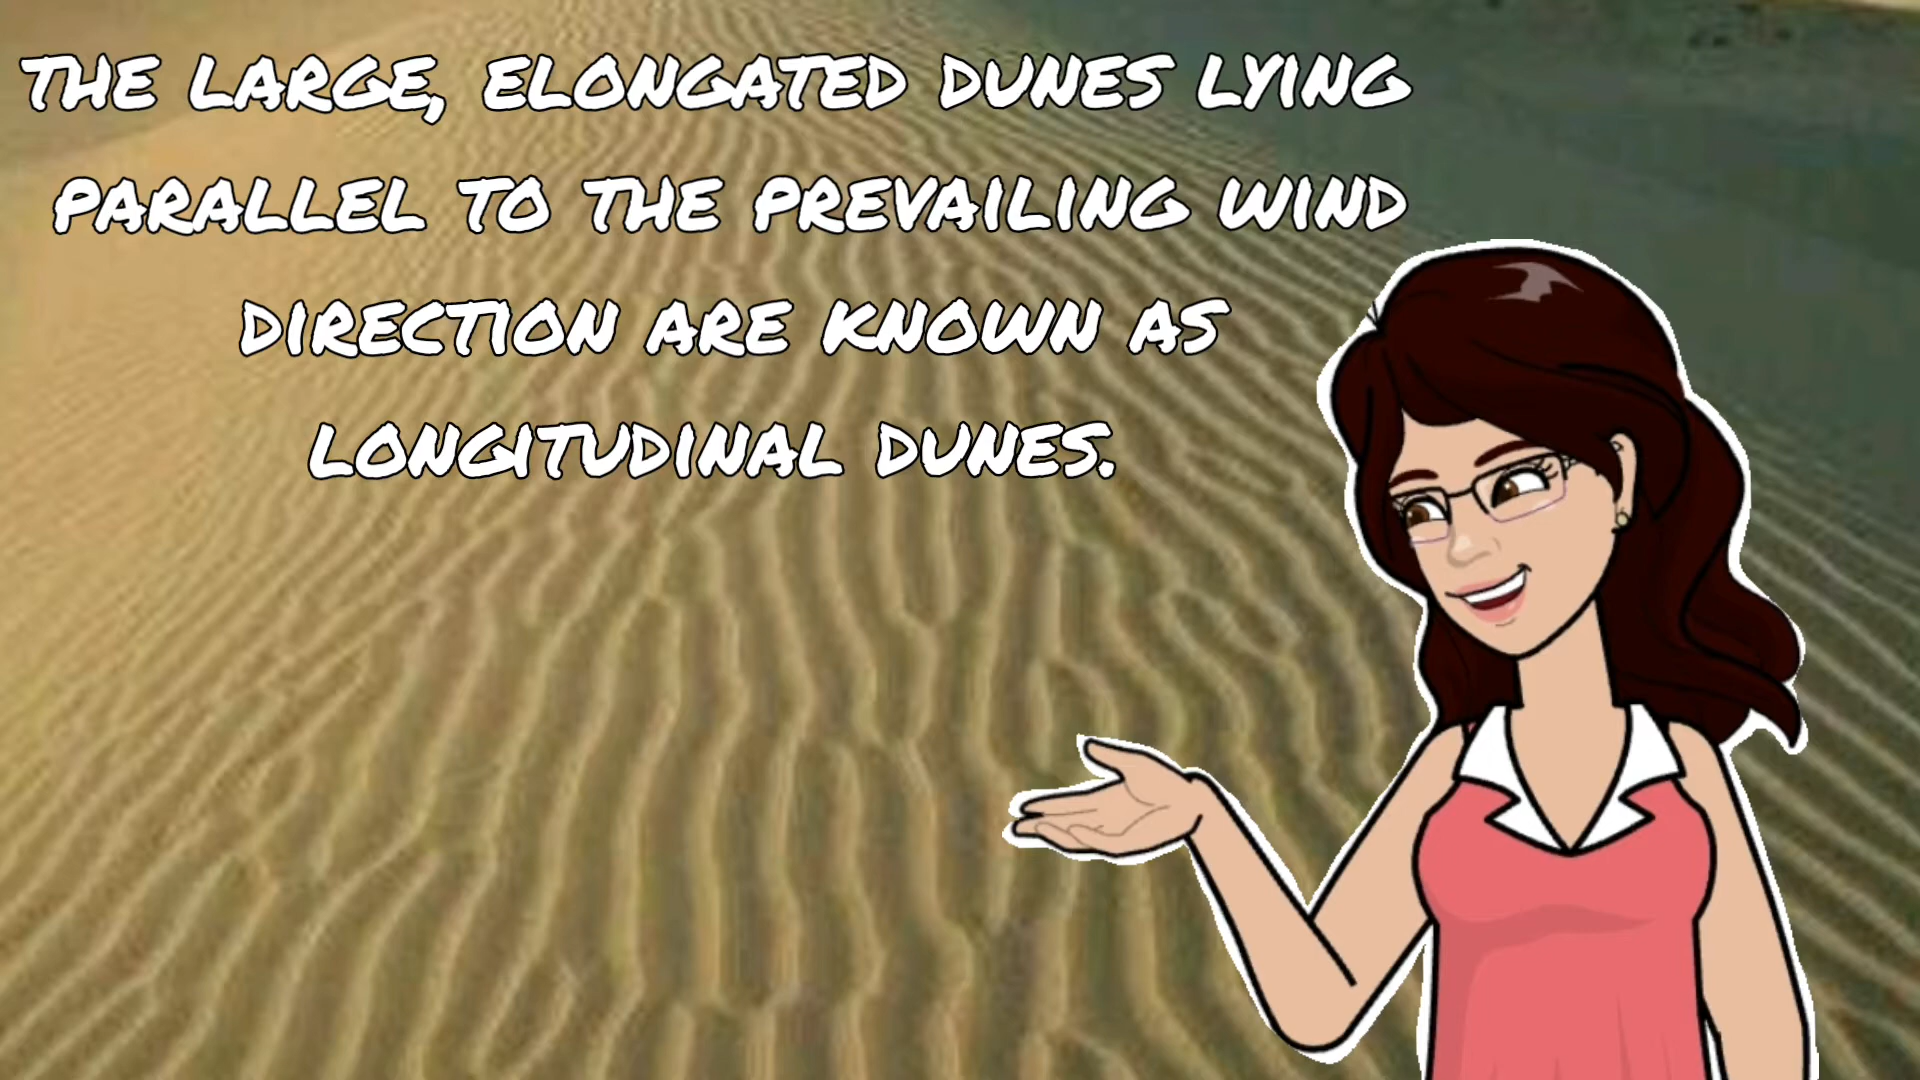 THE LARGE, ELONGATED DUNES LYING
PARALLEL TO THE PREVAILING WIND
DIRECTION ARE KNOWN AS
LONGITUDINAL DUNES.